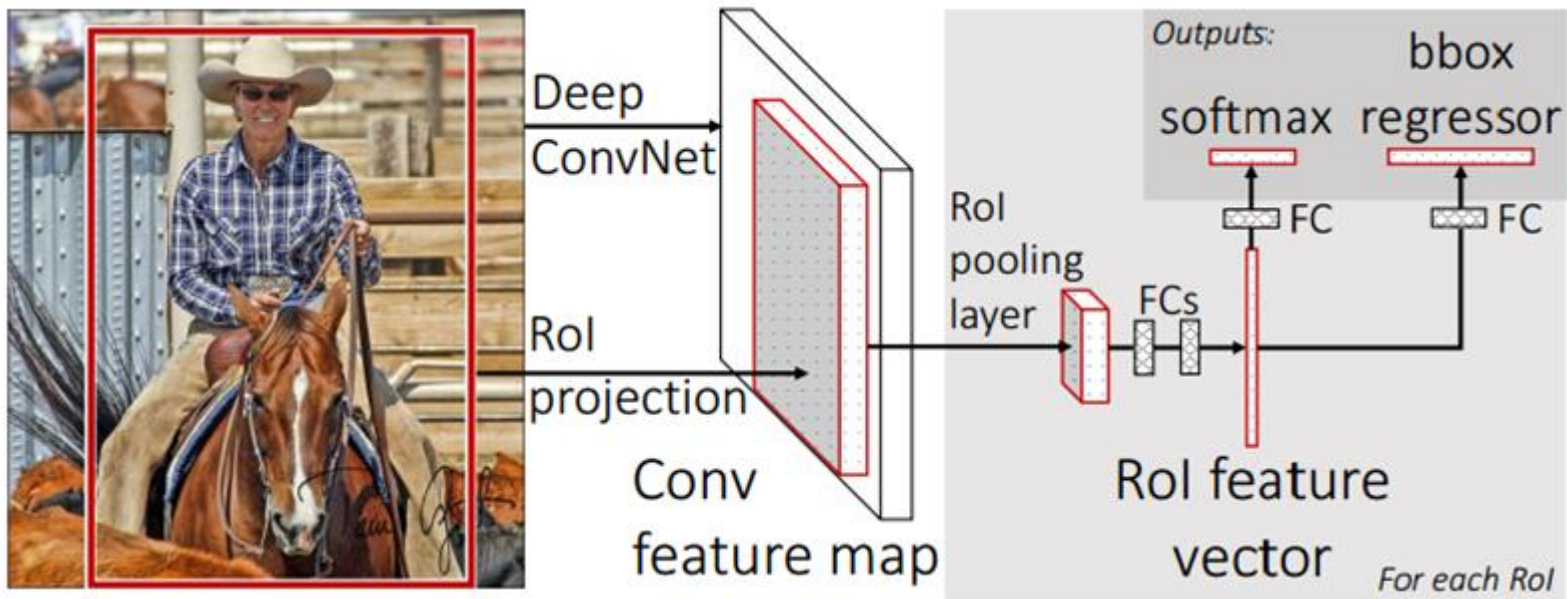 Deep
ConvNet
RoI
projection
Conv
feature map
RoI
pooling
layer
FCs
Outputs:
softmax
bbox
regressor
FC
FC
RoI feature
vector
For each RoI